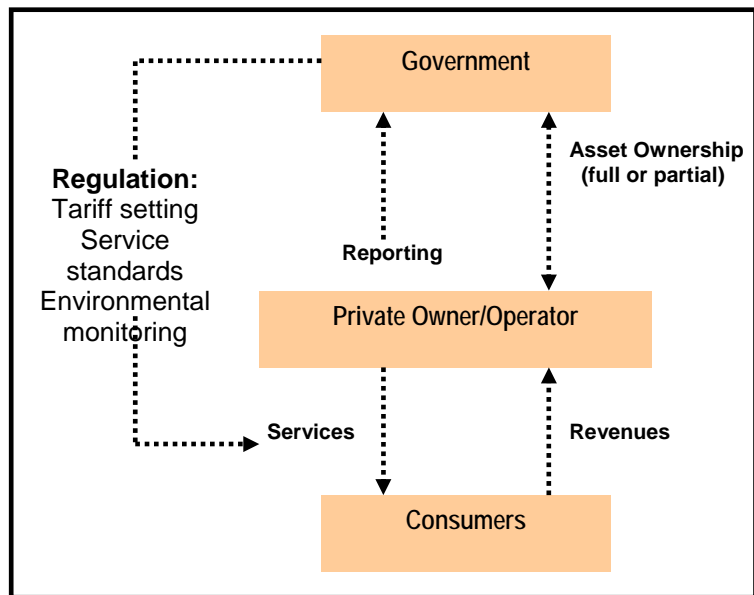 Government
Asset Ownership
(full or partial)
Regulation:
Tariff setting
Service
standards
Environmental
monitoring
Reporting
Private Owner/Operator
Services
Revenues
Consumers